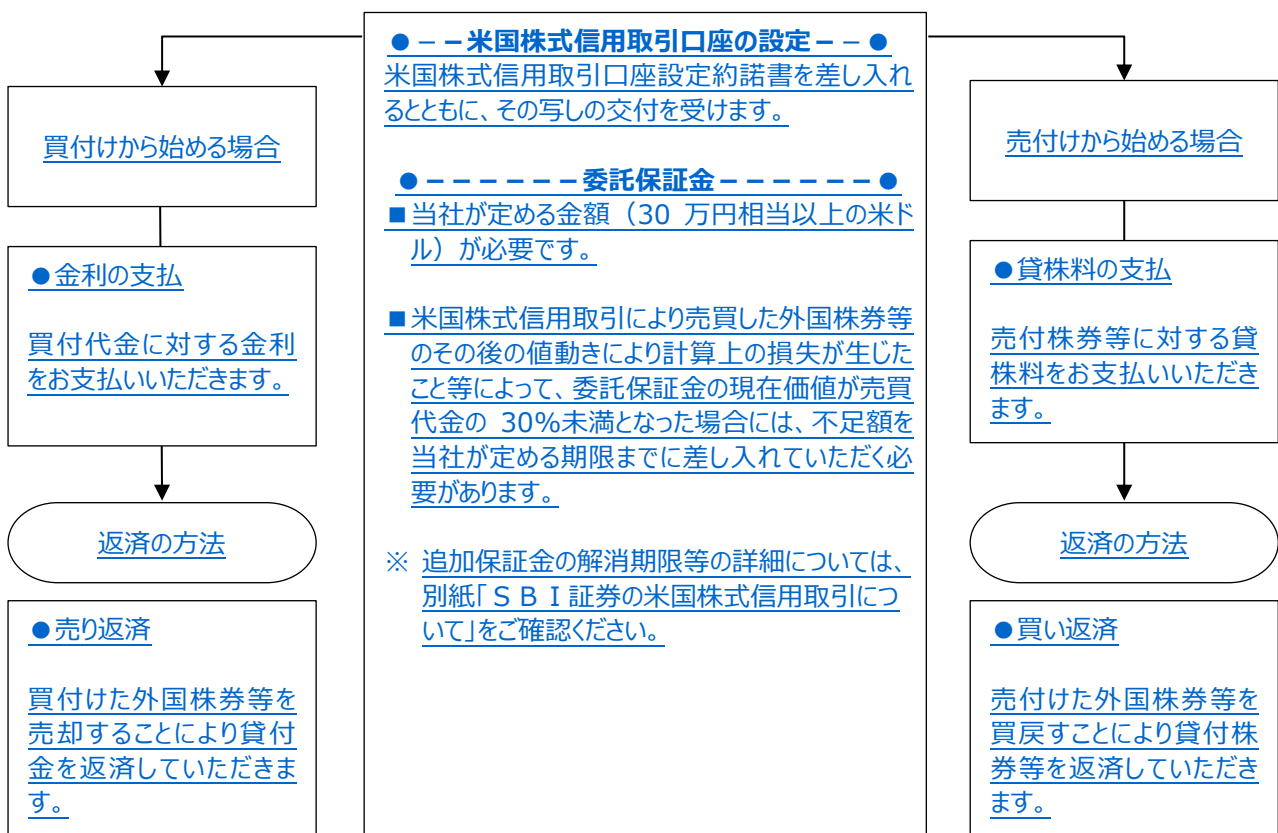 ●－－米国株式信用取引口座の設定－－●
米国株式信用取引口座設定約諾書を差し入れ
るとともに、その写しの交付を受けます。
●－－－－－－委託保証金－－－－－－●
■当社が定める金額（30 万円相当以上の米ド
ル）が必要です。
■米国株式信用取引により売買した外国株券等
のその後の値動きにより計算上の損失が生じた
こと等によって、委託保証金の現在価値が売買
代金の 30％未満となった場合には、不足額を
当社が定める期限までに差し入れていただく必
要があります。
※ 追加保証金の解消期限等の詳細については、
別紙「ＳＢＩ証券の米国株式信用取引につ
いて」をご確認ください。
買付けから始める場合
●金利の支払
買付代金に対する金利
をお支払いいただきます。
返済の方法
●売り返済
買付けた外国株券等を
売却することにより貸付
金を返済していただきま
す。
売付けから始める場合
●貸株料の支払
売付株券等に対する貸
株料をお支払いいただき
ます。
返済の方法
●買い返済
売付けた外国株券等を
買戻すことにより貸付株
券等を返済していただき
ます。